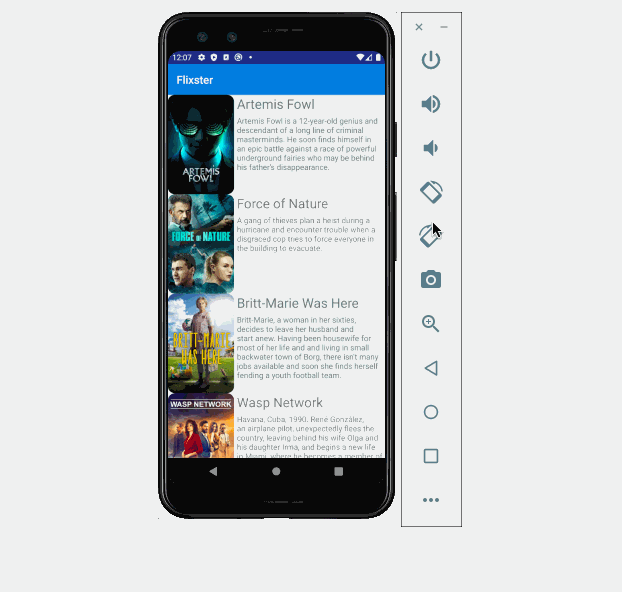 12:07
Flixster
Artemis Fowl
Artemis Fowl is a 12-year-old genius and
descendant of a long line of criminal
masterminds. He soon finds himself in
an epic battle against a race of powerful
underground fairies who may be behind
his father's disappearance.
ARTEMIS
FOWL
Force of Nature
A gang of thieves plan a heist during a
hurricane and encounter trouble when a
disgraced cop tries to force everyone in
the building to evacuate.
FORCE OF NATURE
Britt-Marie Was Here
Britt-Marie, a woman in her sixties,
decides to leave her husband and
start anew. Having been housewife for
most of her life and and living in small
backwater town of Borg, there isn't many
jobs available and soon she finds herself
fending a youth football team.
BRITT-MARIE
WAS HERE
Wasp Network
WASP NETWORK
Havana, Cuba, 1990. René González,
an airplane pilot, unexpectedly flees the
country, leaving behind his wife Olga and
his daughter Irma, and begins a new life
in Miami, where he becomes a member of